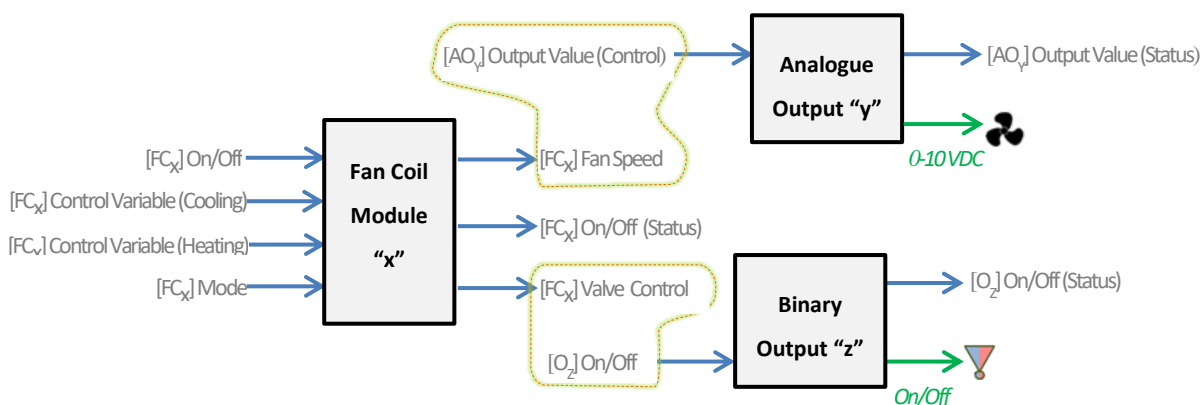 [AOY] Output Value (Control)
Analogue
Output “y”
[AOY] Output Value (Status)
0-10 VDC
[FCX] On/Off
[FCX] Control Variable (Cooling)
[FCX] Control Variable (Heating)
[FCX] Mode
Fan Coil
Module
“x”
[FCX] Fan Speed
[FCX] On/Off (Status)
[FCX] Valve Control
[OZ] On/Off
Binary
Output “z”
[OZ] On/Off (Status)
On/Off